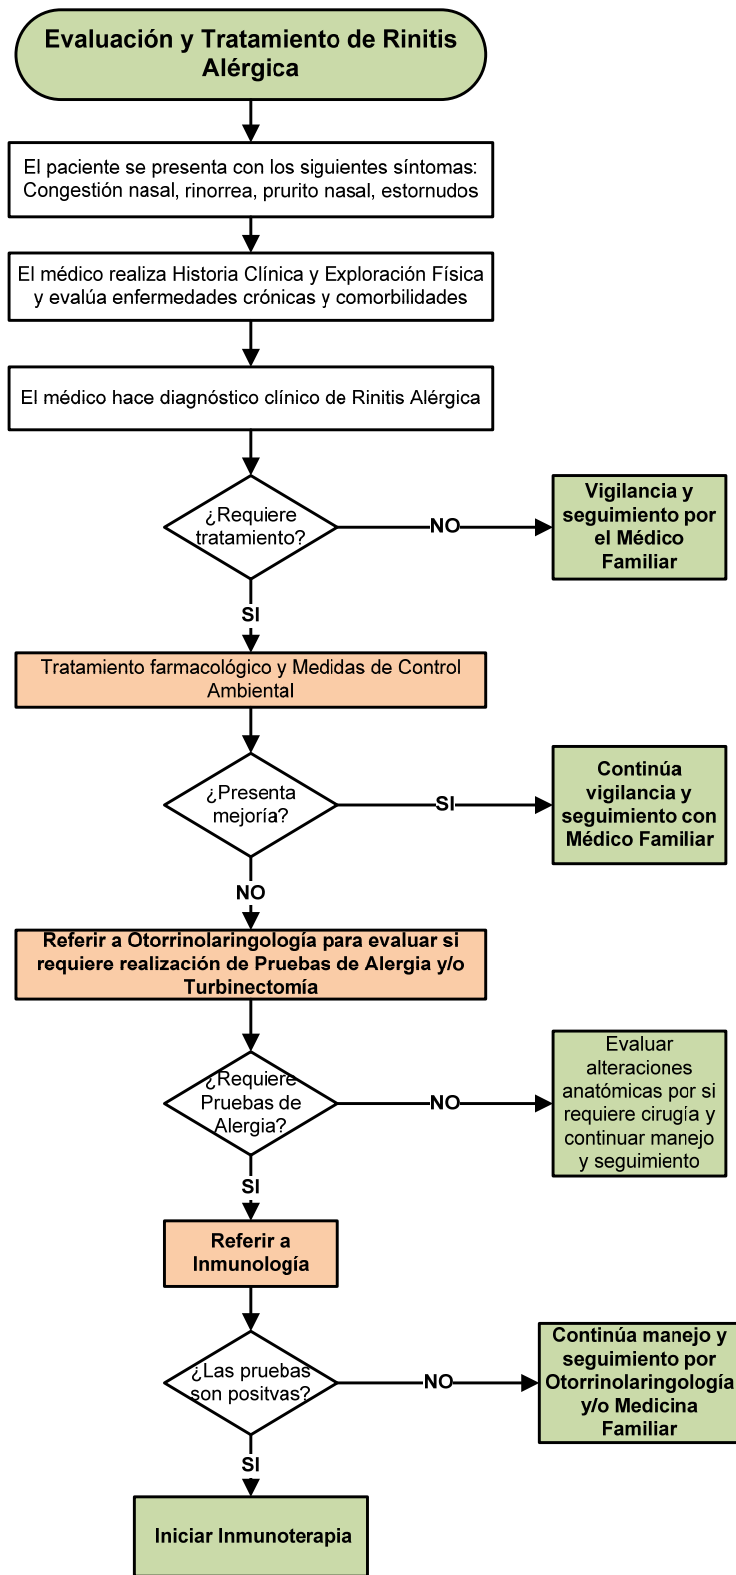 Evaluación y Tratamiento de Rinitis
Alérgica
El paciente se presenta con los siguientes síntomas:
Congestión nasal, rinorrea, prurito nasal, estornudos
El médico realiza Historia Clínica y Exploración Física
y evalúa enfermedades crónicas y comorbilidades
El médico hace diagnóstico clínico de Rinitis Alérgica
¿Requiere
tratamiento?
NO
Vigilancia y
seguimiento por
el Médico
Familiar
SI
Tratamiento farmacológico y Medidas de Control
Ambiental
¿Presenta
mejoría?
SI
Continúa
vigilancia y
seguimiento con
Médico Familiar
NO
Referir a Otorrinolaringología para evaluar si
requiere realización de Pruebas de Alergia y/o
Turbinectomía
¿Requiere
Pruebas de
Alergia?
NO
Evaluar
alteraciones
anatómicas por si
requiere cirugía y
continuar manejo
y seguimiento
SI
Referir a
Inmunología
¿Las pruebas
son positvas?
NO
Continúa manejo y
seguimiento por
Otorrinolaringología
y/o Medicina
Familiar
SI
Iniciar Inmunoterapia